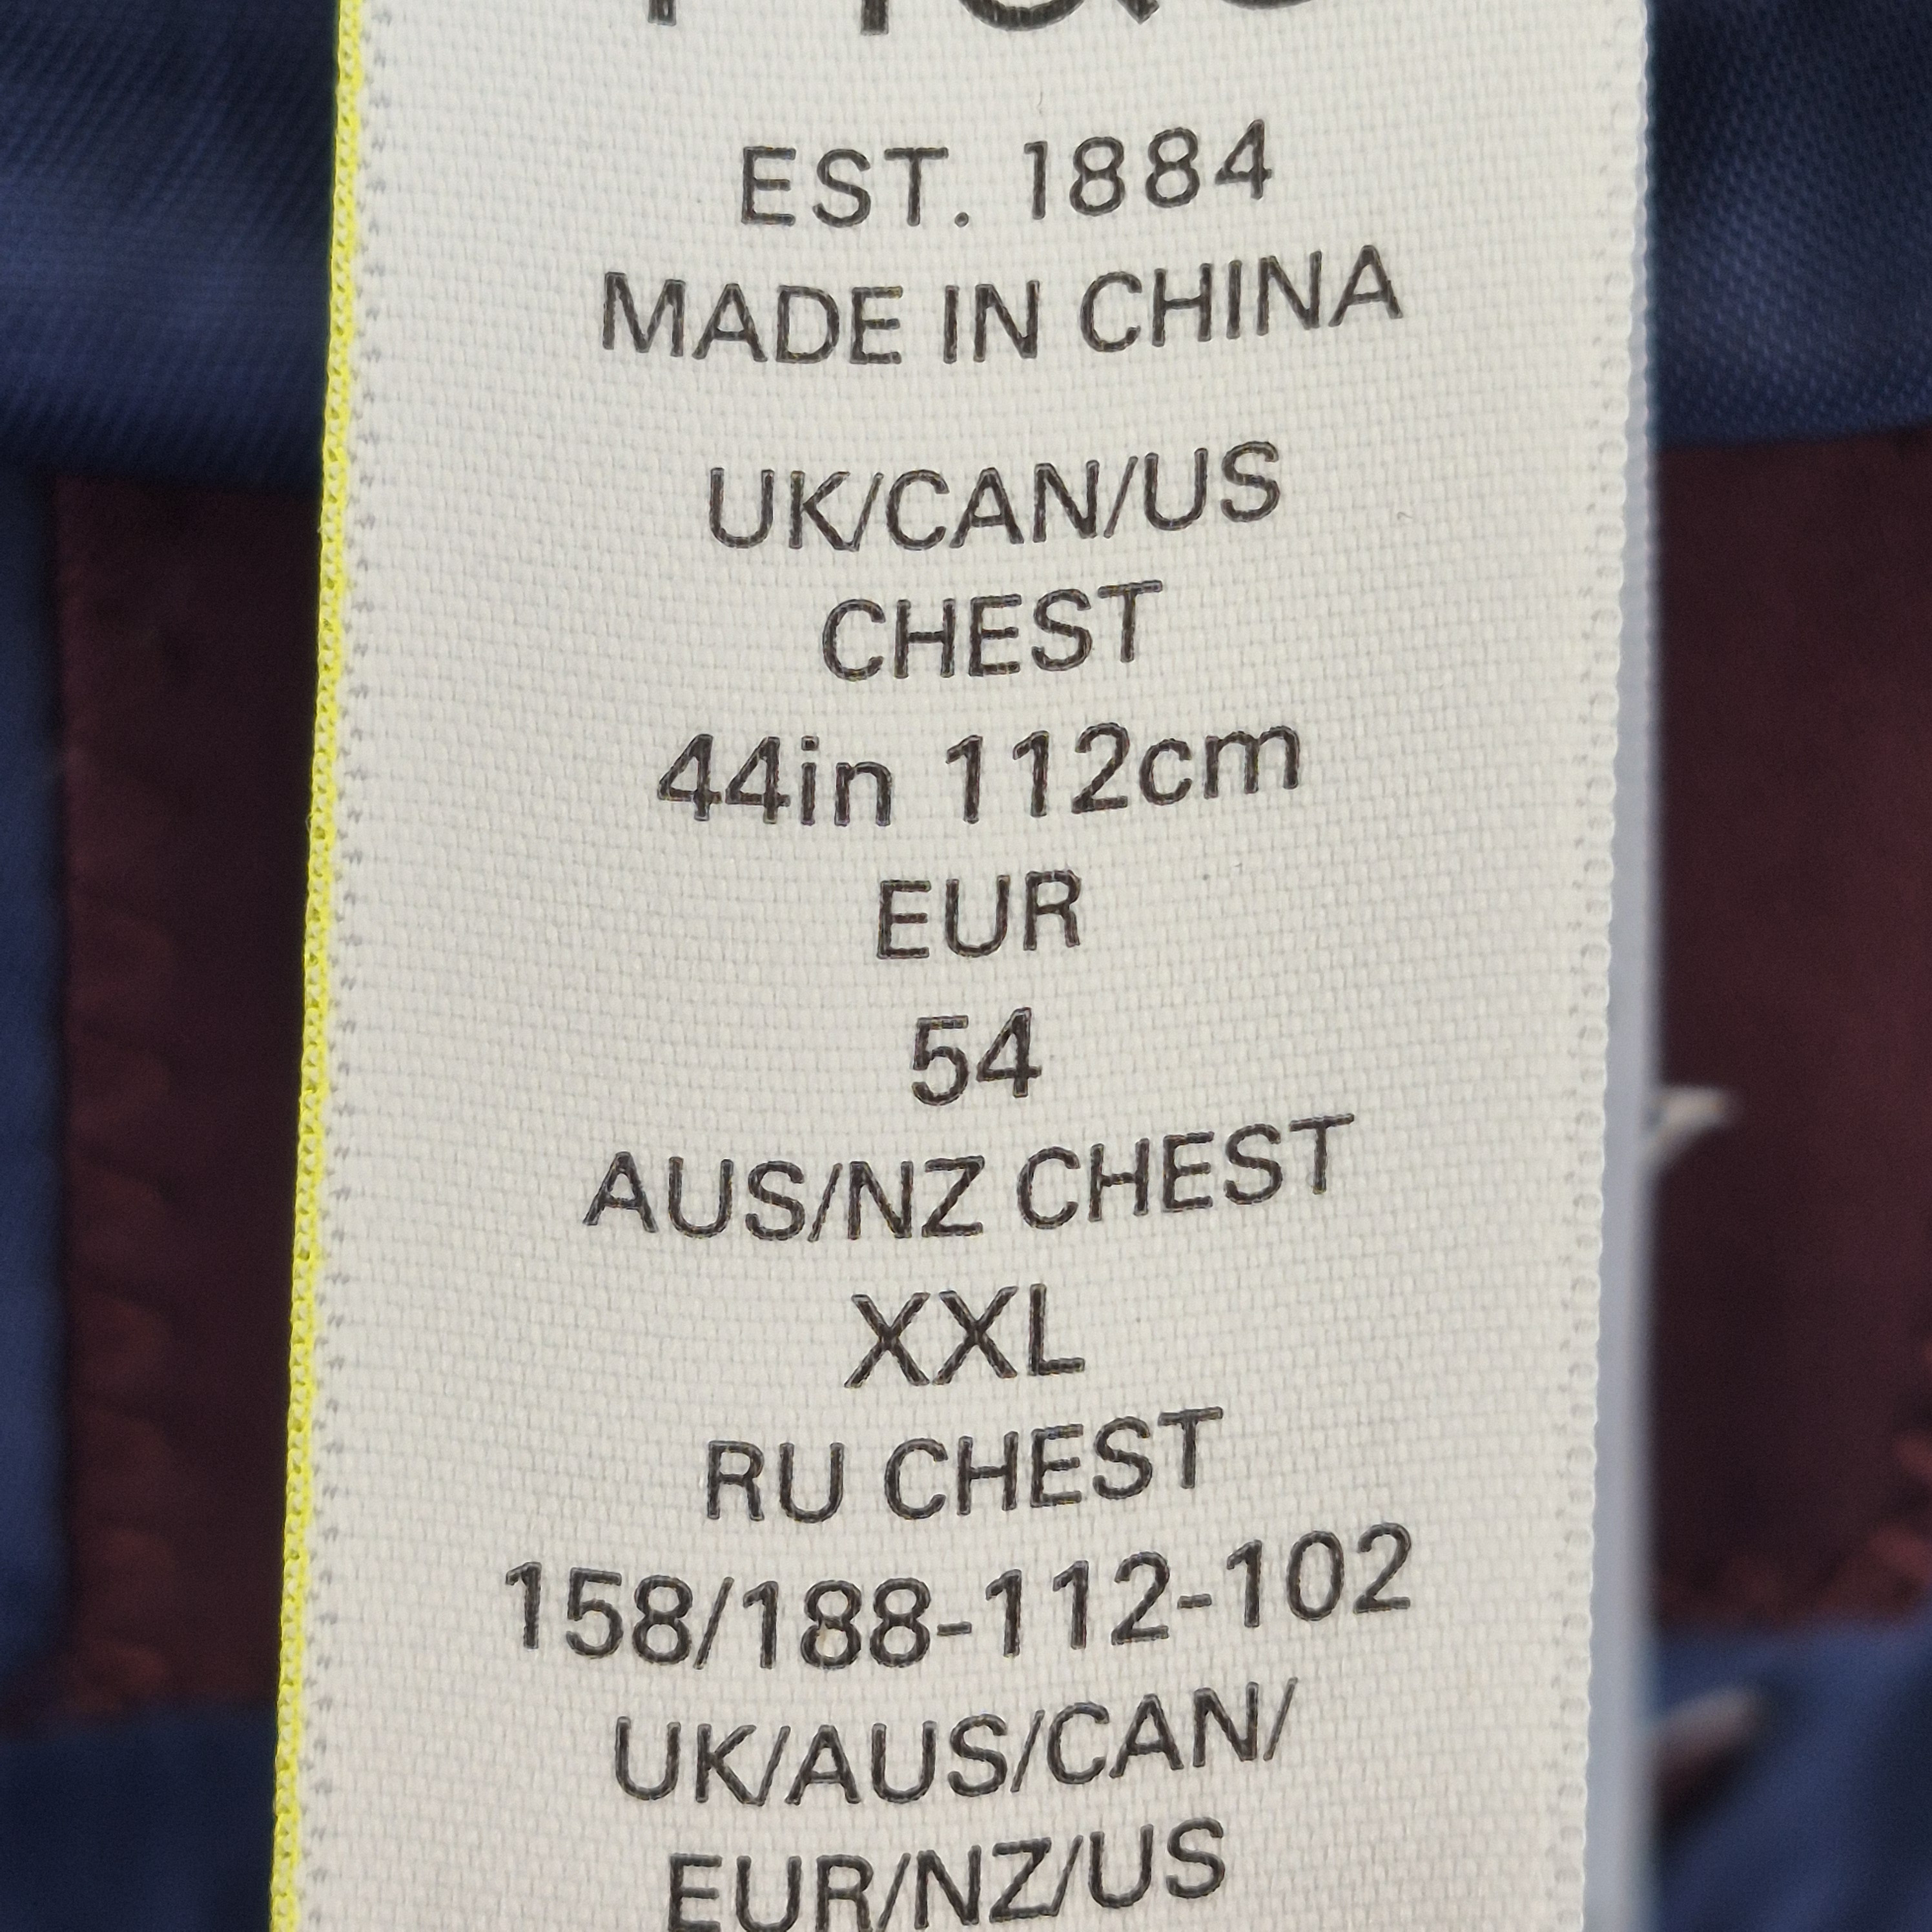 EST. 1884
MADE IN CHINA
UK/CAN/US
CHEST
44in 112cm
EUR
54
AUS/NZ CHEST
XXL
RU CHEST
158/188-112-102
UK/AUS/CAN/
EUR/NZ/US